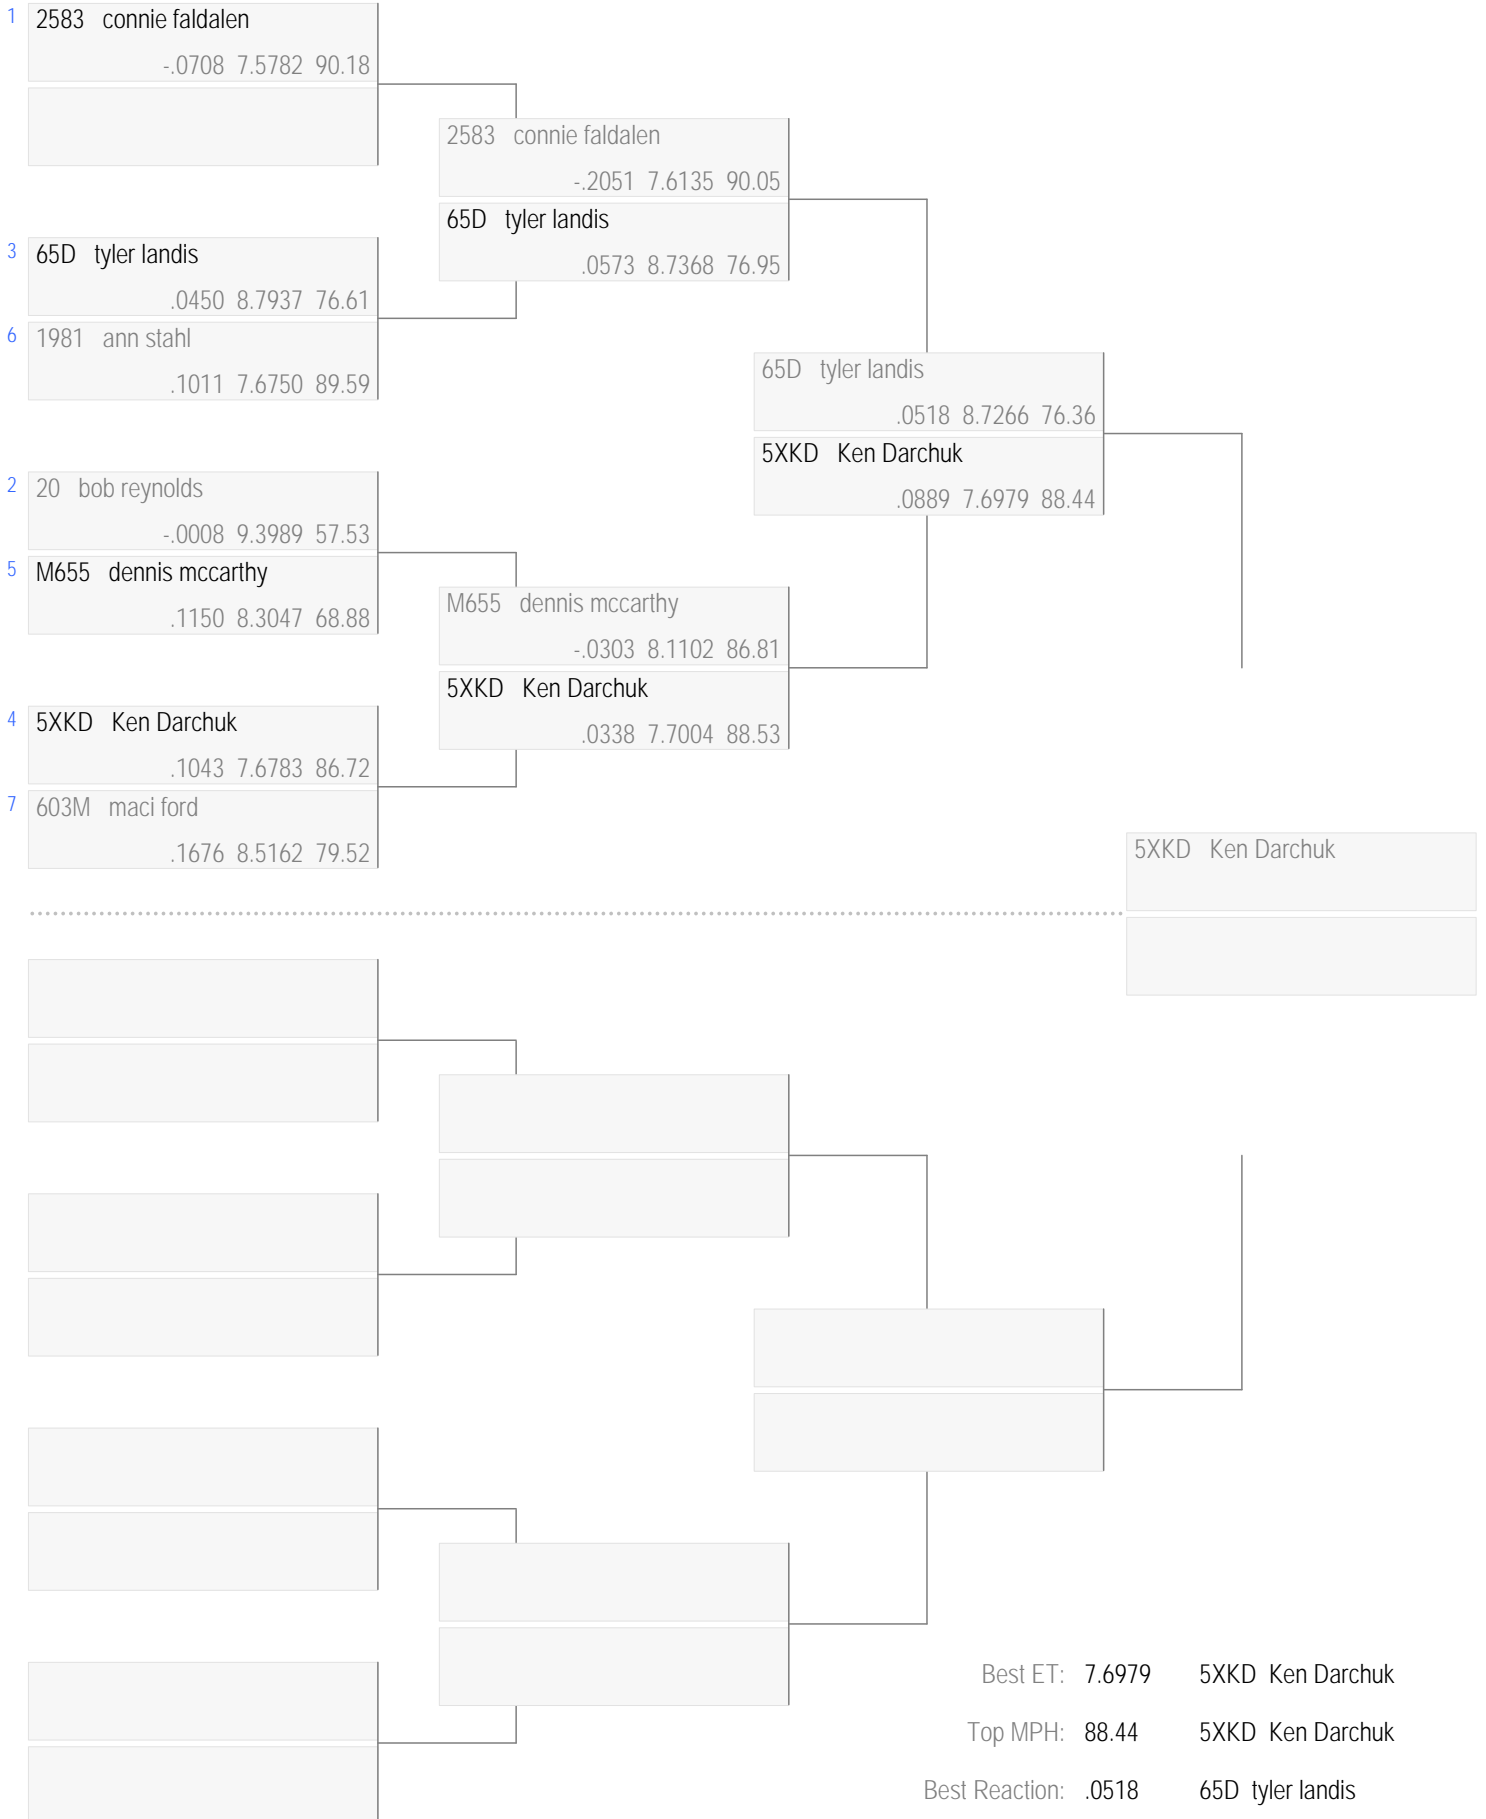 1 2583 connie faldalen
-.0708 7.5782 90.18
2583 connie faldalen
-.2051 7.6135 90.05
65D tyler landis
.0573 8.7368 76.95
3 65D tyler landis
.0450 8.7937 76.61
6 1981 ann stahl
.1011 7.6750 89.59
65D tyler landis
.0518 8.7266 76.36
5XKD Ken Darchuk
.0889 7.6979 88.44
2 20 bob reynolds
-.0008 9.3989 57.53
5 M655 dennis mccarthy
.1150 8.3047 68.88
M655 dennis mccarthy
-.0303 8.1102 86.81
5XKD Ken Darchuk
.0338 7.7004 88.53
4 5XKD Ken Darchuk
.1043 7.6783 86.72
7 603M maci ford
.1676 8.5162 79.52
5XKD Ken Darchuk
Best ET: 7.6979 5XKD Ken Darchuk
Top MPH: 88.44 5XKD Ken Darchuk
Best Reaction: .0518 65D tyler landis